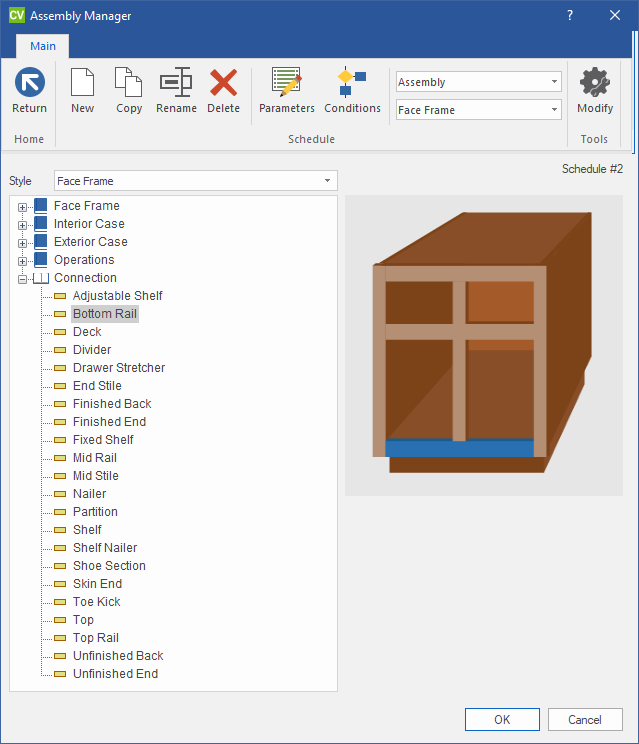 CV Assembly Manager ?
Main
Return New Copy Rename Delete Parameters Conditions Assembly Face Frame Modify
Home Schedule Tools
Style Face Frame Schedule #2
Face Frame
Interior Case
Exterior Case
Operations
Connection
Adjustable Shelf
Bottom Rail
Deck
Divider
Drawer Stretcher
End Stile
Finished Back
Finished End
Fixed Shelf
Mid Rail
Mid Stile
Nailer
Partition
Shelf
Shelf Nailer
Shoe Section
Skin End
Toe Kick
Top
Top Rail
Unfinished Back
Unfinished End
OK Cancel